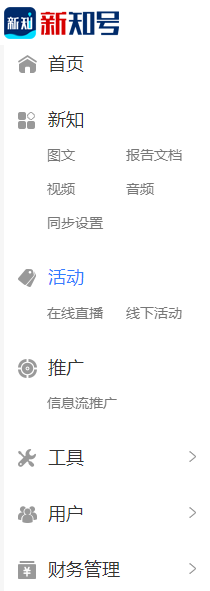 新知 新知号
首页
新知
图文 报告文档
视频 音频
同步设置
活动
在线直播 线下活动
推广
信息流推广
工具
用户
财务管理